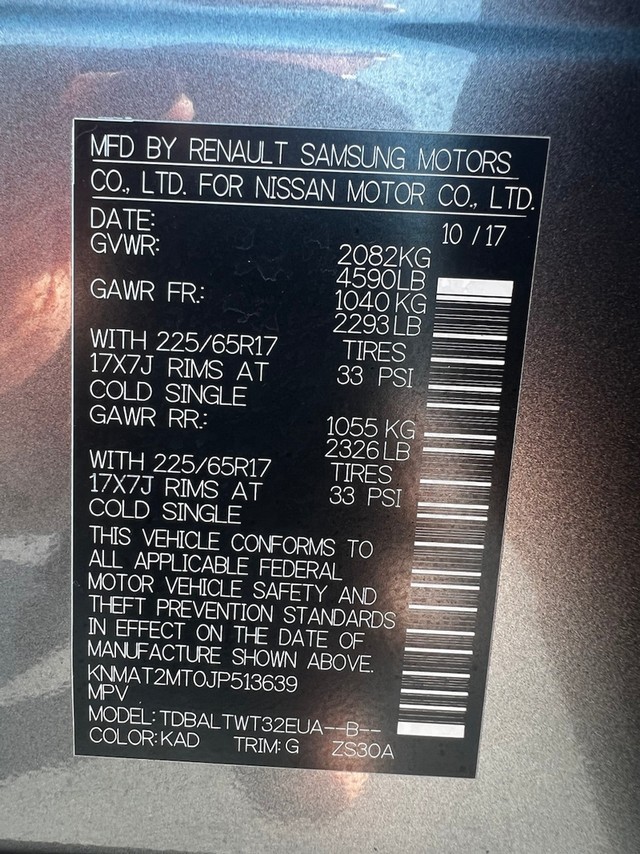 MFD BY RENAULT SAMSUNG MOTORS
CO., LTD. FOR NISSAN MOTOR CO., LTD.
DATE: 10 / 17
GVWR: 2082KG
4590LB
GAWR FR.: 1040 KG
2293 LB
WITH 225/65R17 TIRES
17X7J RIMS AT 33 PSI
COLD SINGLE
GAWR RR.: 1055 KG
2326 LB
WITH 225/65R17 TIRES
17X7J RIMS AT 33 PSI
COLD SINGLE
THIS VEHICLE CONFORMS TO
ALL APPLICABLE FEDERAL
MOTOR VEHICLE SAFETY AND
THEFT PREVENTION STANDARDS
IN EFFECT ON THE DATE OF
MANUFACTURE SHOWN ABOVE.
KNMAT2MT0JP513639
MPV
MODEL: TDBALTWT32EUA--B--
COLOR: KAD TRIM: G ZS30A